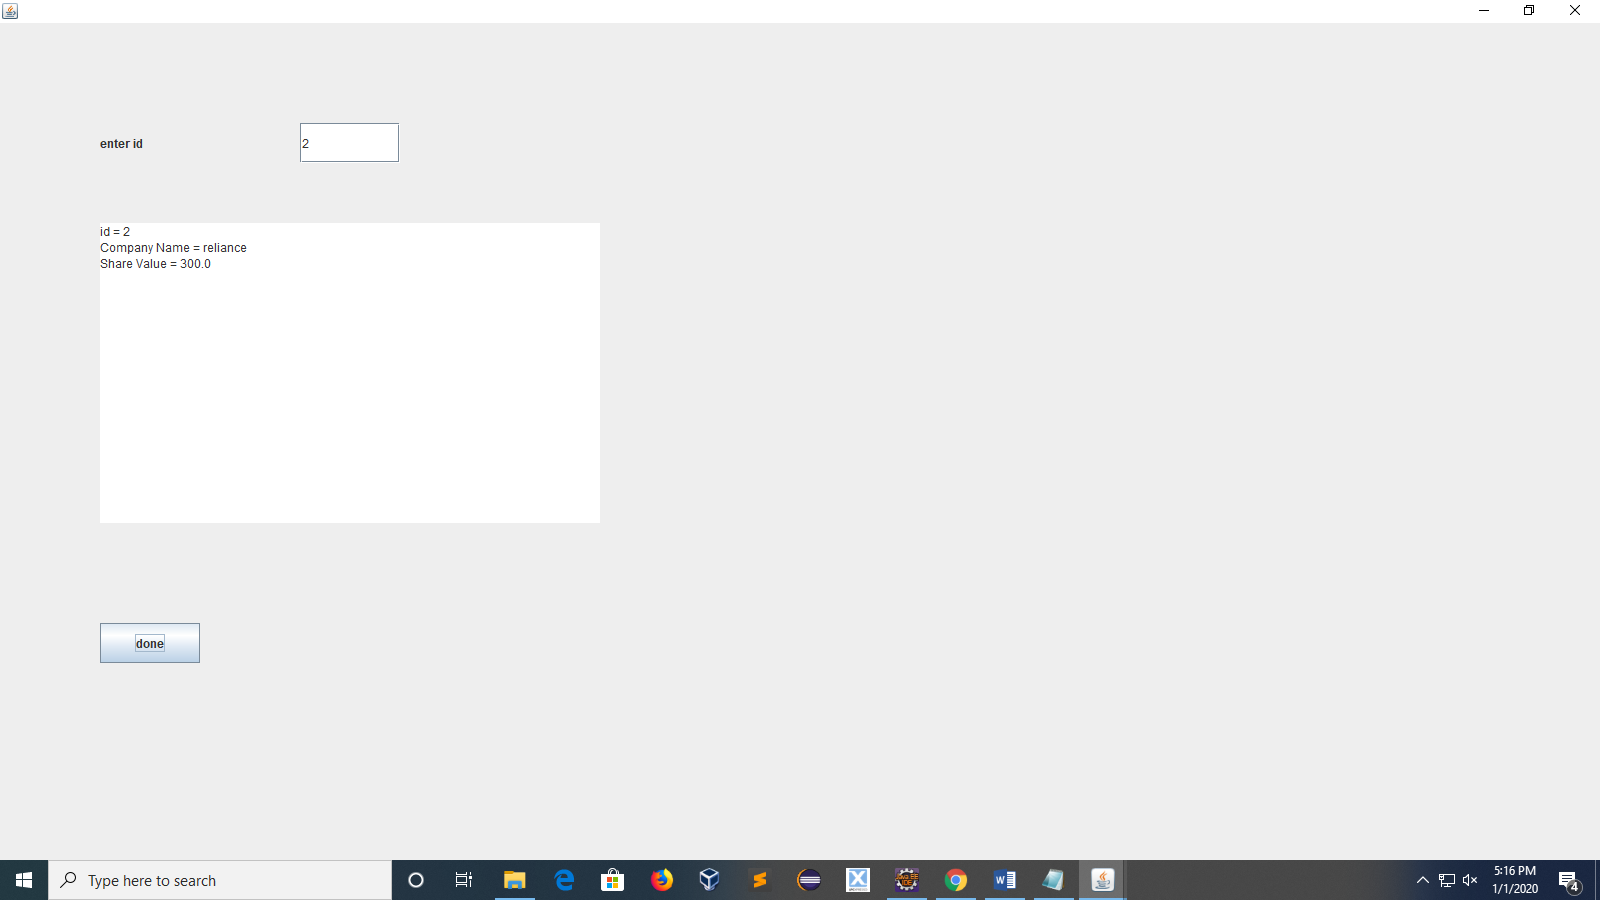 enter id
2
id = 2
Company Name = reliance
Share Value = 300.0
done
Type here to search
5:16 PM
1/1/2020
4